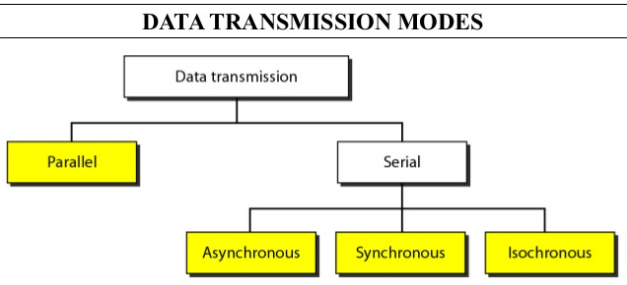 DATA TRANSMISSION MODES
Data transmission
Parallel
Serial
Asynchronous
Synchronous
Isochronous